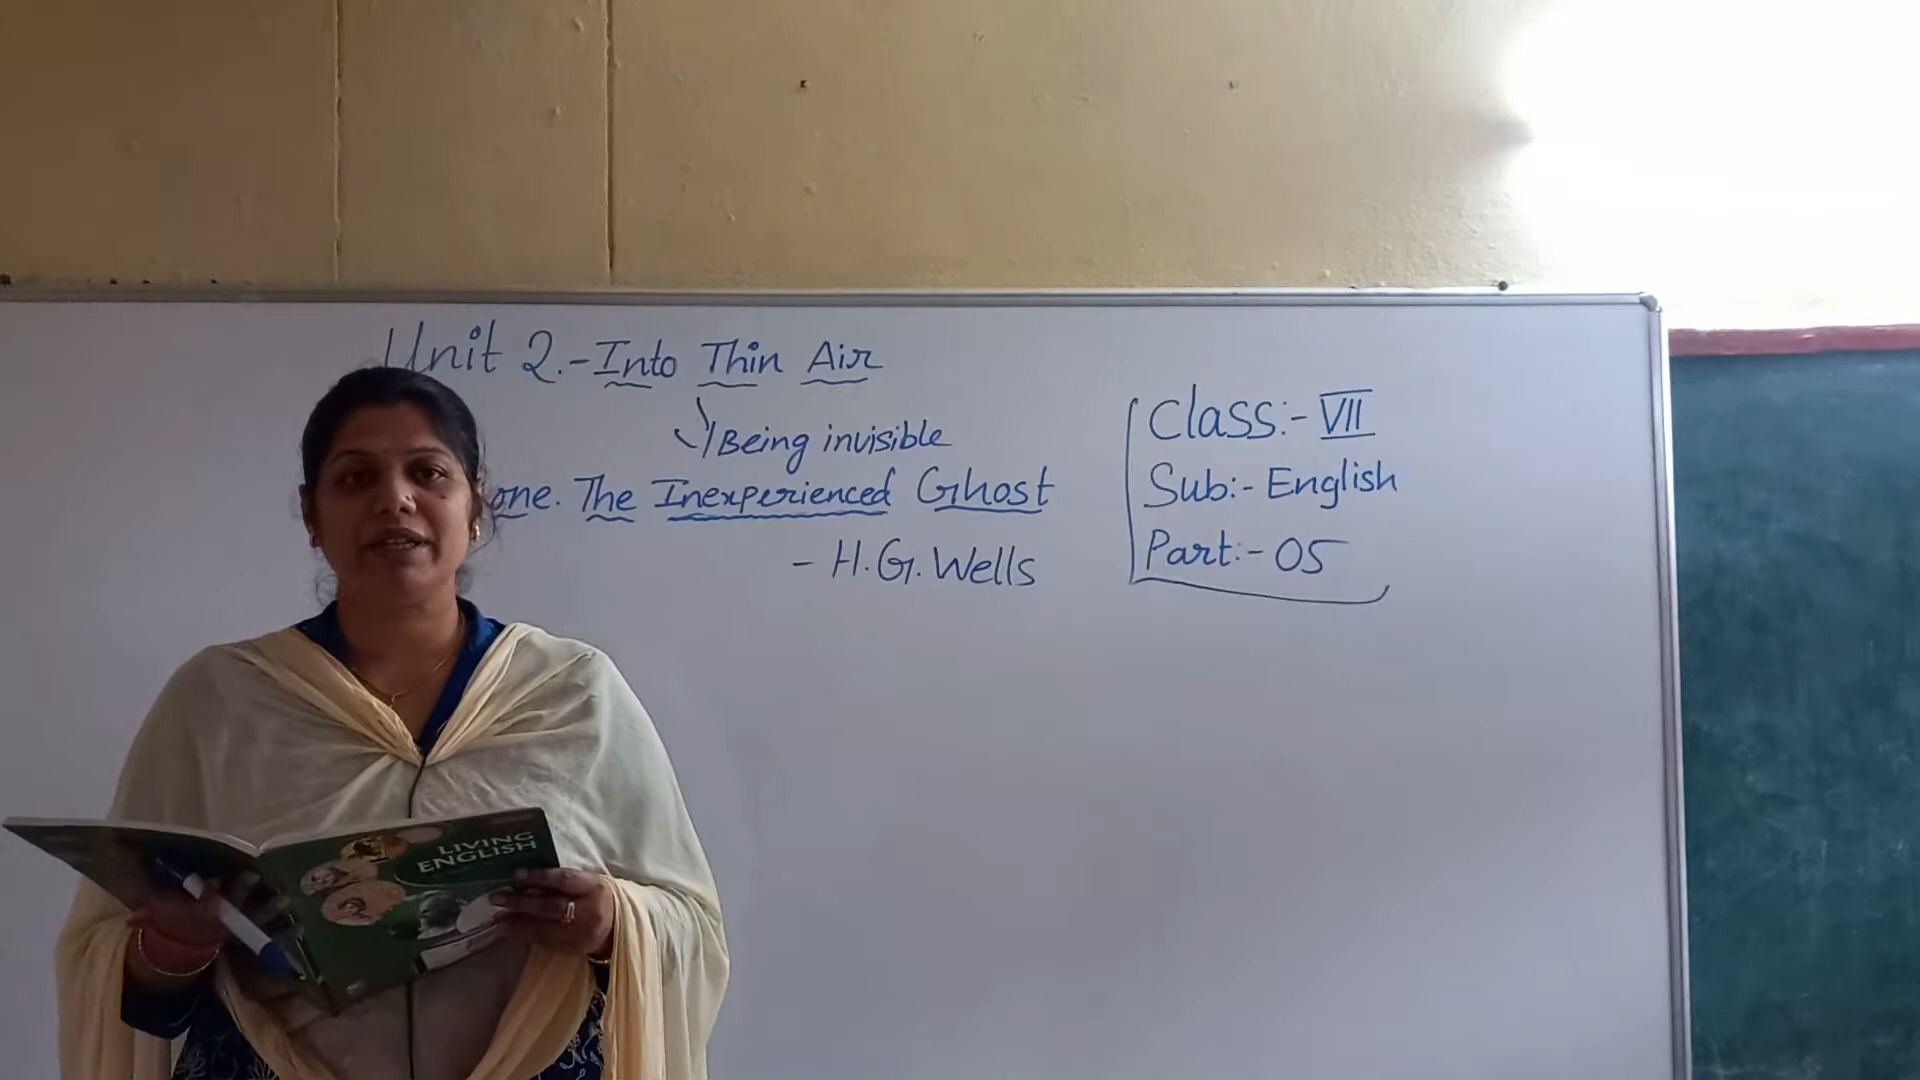 Unit 2.-Into Thin Air
Being invisible
one. The Inexperienced Ghost
- H.G. Wells
Class:- VII
Sub:- English
Part:- 05
LIVING
ENGLISH